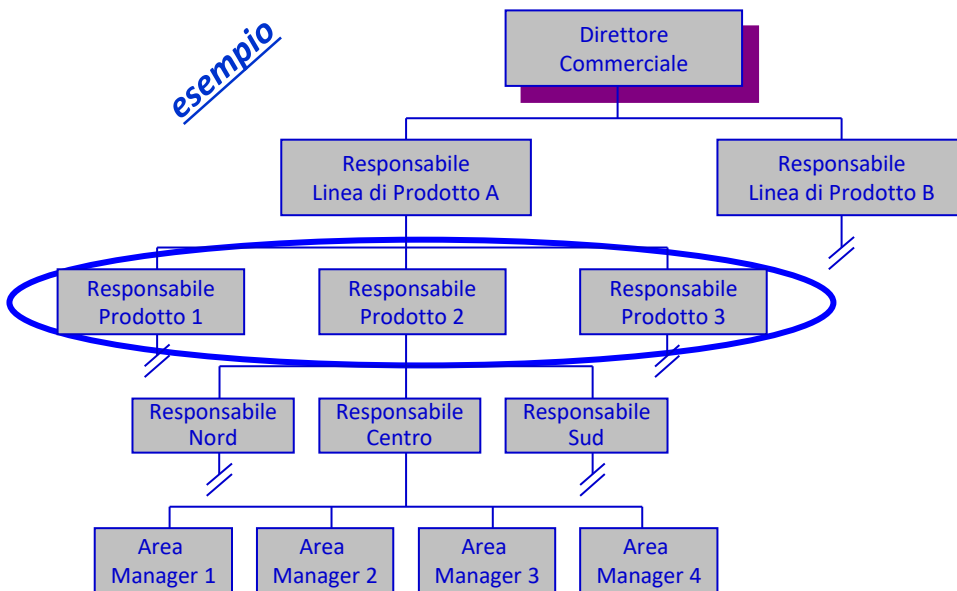 esempio
Direttore
Commerciale
Responsabile
Linea di Prodotto A
Responsabile
Linea di Prodotto B
Responsabile
Prodotto 1
Responsabile
Prodotto 2
Responsabile
Prodotto 3
Responsabile
Nord
Responsabile
Centro
Responsabile
Sud
Area
Manager 1
Area
Manager 2
Area
Manager 3
Area
Manager 4